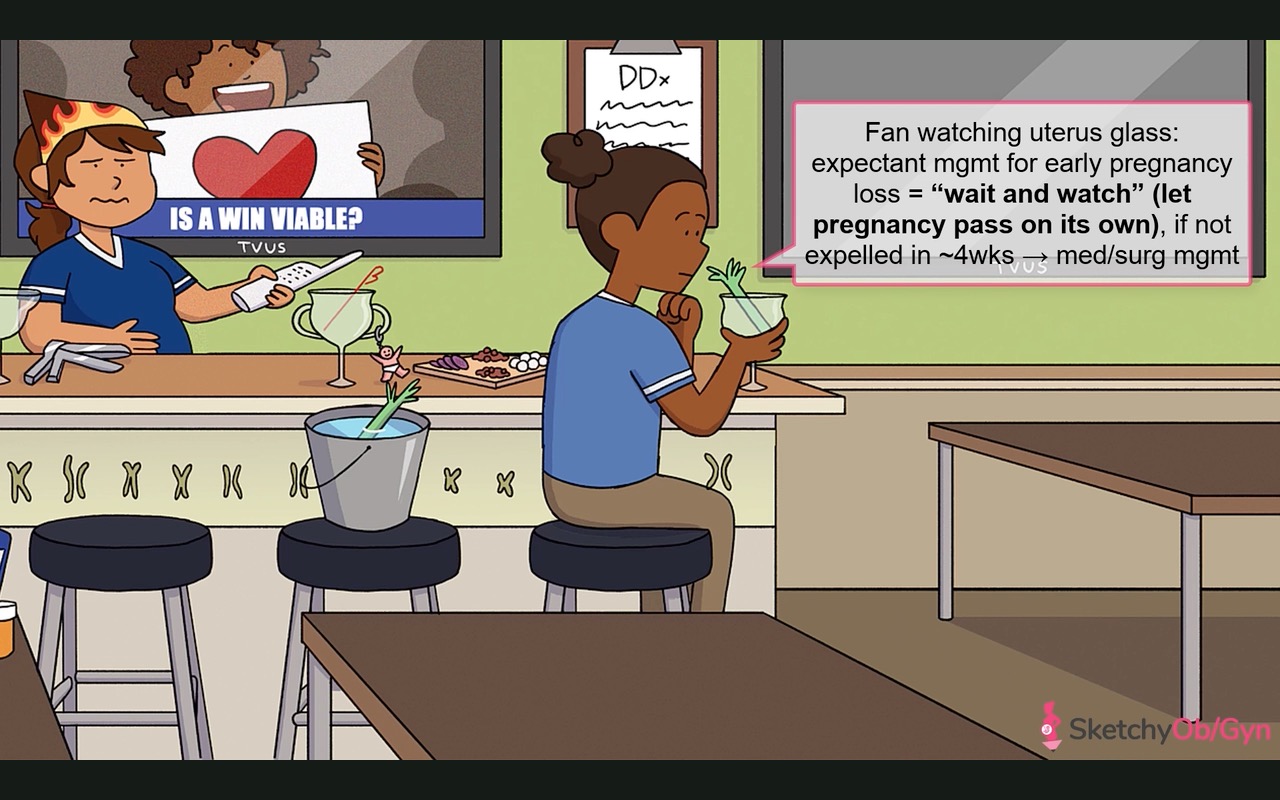 DDx
Fan watching uterus glass:
expectant mgmt for early pregnancy
loss = “wait and watch” (let
pregnancy pass on its own), if not
expelled in ~4wks → med/surg mgmt
IS A WIN VIABLE?
TVUS
TVUS
SketchyOb/Gyn